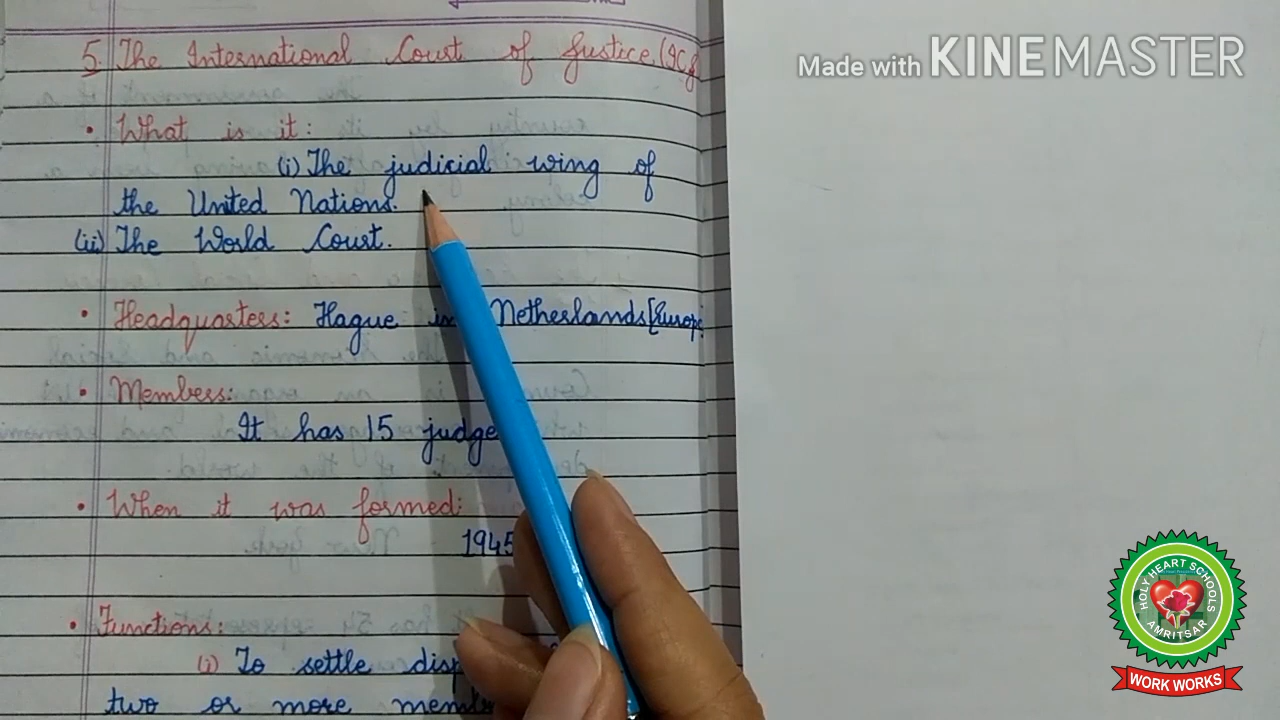 5. The International Court of Justice (ICJ
• What is it:
(i) The judicial wing of
the United Nations.
(ii) The World Court.
• Headquarters: Hague in Netherlands[Europe
• Members:
It has 15 judge
• When it was formed:
1945
• Functions:
(i) To settle disp
two or more memb
Made with KINEMASTER
HOLY HEART SCHOOLS
AMRITSAR
WORK WORKS